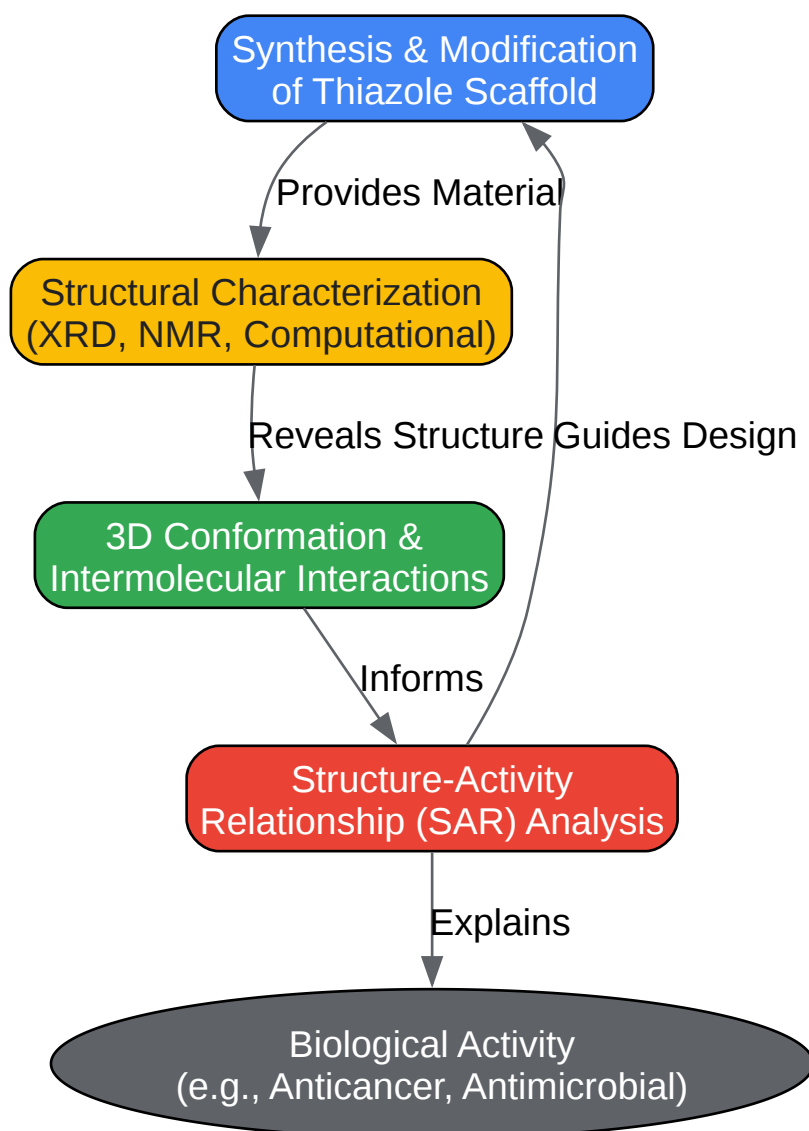 Synthesis & Modification
of Thiazole Scaffold
Provides Material
Structural Characterization
(XRD, NMR, Computational)
Reveals Structure
Guides Design
3D Conformation &
Intermolecular Interactions
Informs
Structure-Activity
Relationship (SAR) Analysis
Explains
Biological Activity
(e.g., Anticancer, Antimicrobial)